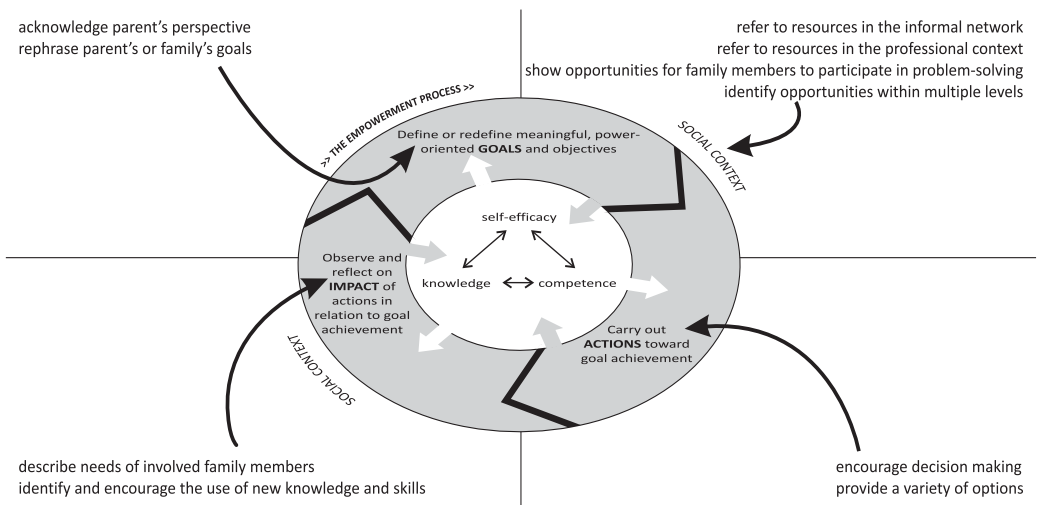 acknowledge parent's perspective
rephrase parent's or family's goals
refer to resources in the informal network
refer to resources in the professional context
show opportunities for family members to participate in problem-solving
identify opportunities within multiple levels
>> THE EMPOWERMENT PROCESS >>
SOCIAL CONTEXT
Define or redefine meaningful, power-
oriented GOALS and objectives
self-efficacy
knowledge
competence
Observe and
reflect on
IMPACT of
actions in
relation to goal
achievement
Carry out
ACTIONS toward
goal achievement
SOCIAL CONTEXT
describe needs of involved family members
identify and encourage the use of new knowledge and skills
encourage decision making
provide a variety of options